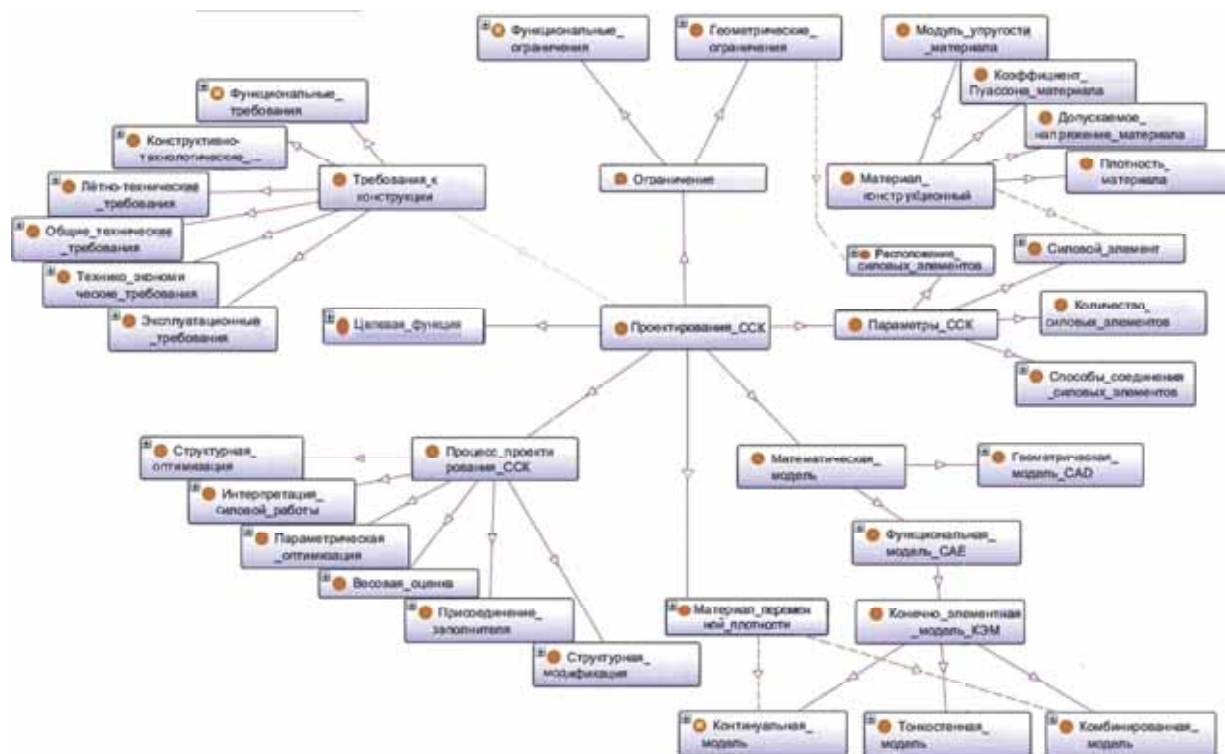 Функциональные_
ограничения
Геометрические_
ограничения
Модуль_упругости
_материала
Коэффициент_
Пуассона_материала
Допускаемое_
напряжение_материала
Плотность_
материала
Функциональные_
требования
Конструктивно-
технологические_...
Лётно-технические
_требования
Общие_технические
_требования
Технико_экономи
ческие_требования
Эксплуатационные
_требования
Требования_к
конструкции
Ограничение
Материал_
конструкционный
Расположение_
силовых_элементов
Силовой_элемент
Целевая_функция
Проектирования_ССК
Параметры_ССК
Количество_
силовых_элементов
Способы_соединения
_силовых_элементов
Структурная_
оптимизация
Интерпретация_
силовой_работы
Параметрическая
_оптимизация
Весовая_оценка
Присоединение_
заполнителя
Структурная_
модификация
Процесс_проекти
рования_ССК
Математическая_
модель
Геометрическая_
модель_CAD
Функциональная_
модель_CAE
Материал_перемен
ной_плотности
Конечно_элементная
_модель_КЭМ
Континуальная_
модель
Тонкостенная_
модель
Комбинированная_
модель